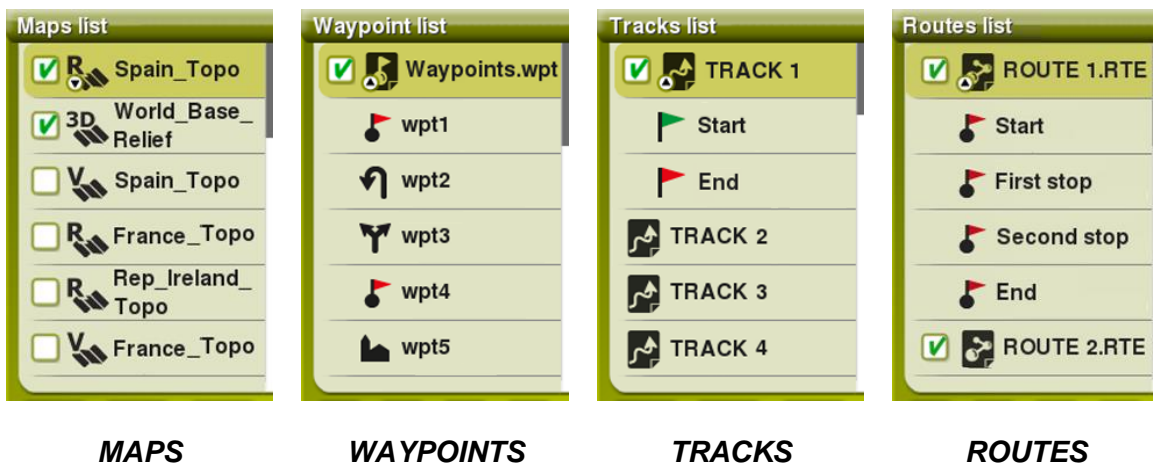 Maps list
R Spain_Topo
3D World_Base_
Relief
V Spain_Topo
R France_Topo
R Rep_Ireland_
Topo
V France_Topo
MAPS
Waypoint list
Waypoints.wpt
wpt1
wpt2
wpt3
wpt4
wpt5
WAYPOINTS
Tracks list
TRACK 1
Start
End
TRACK 2
TRACK 3
TRACK 4
TRACKS
Routes list
ROUTE 1.RTE
Start
First stop
Second stop
End
ROUTE 2.RTE
ROUTES